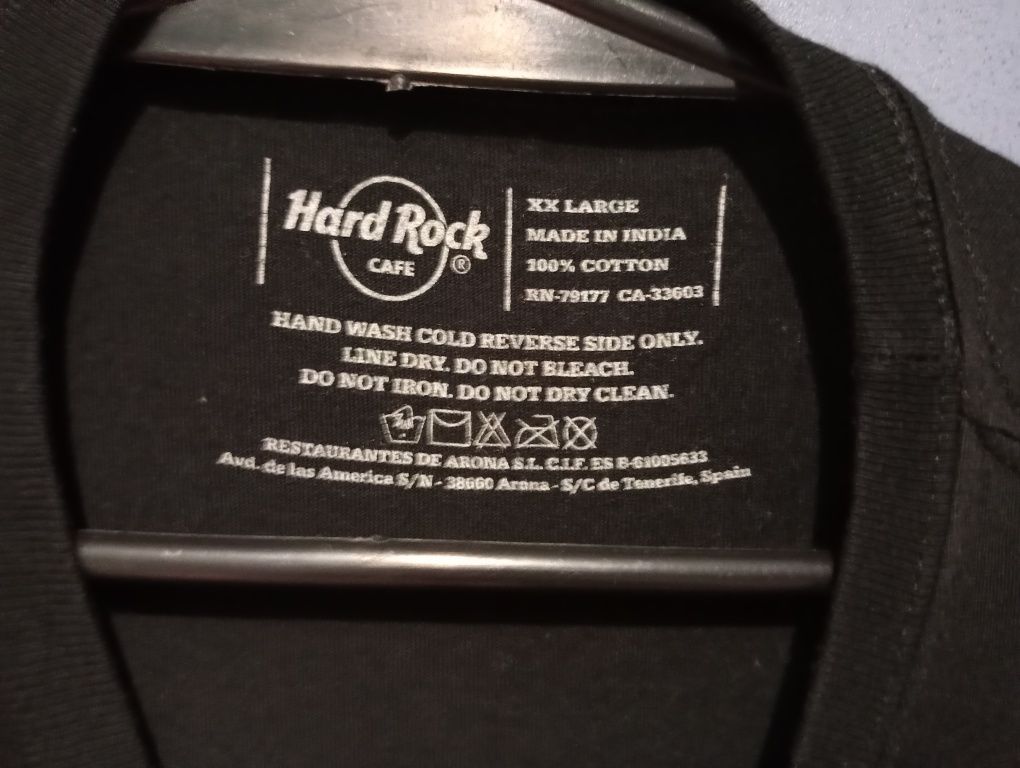 Hard Rock
CAFE
®
XX LARGE
MADE IN INDIA
100% COTTON
RN-79177 CA-33603
HAND WASH COLD REVERSE SIDE ONLY.
LINE DRY. DO NOT BLEACH.
DO NOT IRON. DO NOT DRY CLEAN.
RESTAURANTES DE ARONA S.L. C.I.F. ES B-61005633
Avd. de las America S/N - 38660 Arona - S/C de Tenerife, Spain